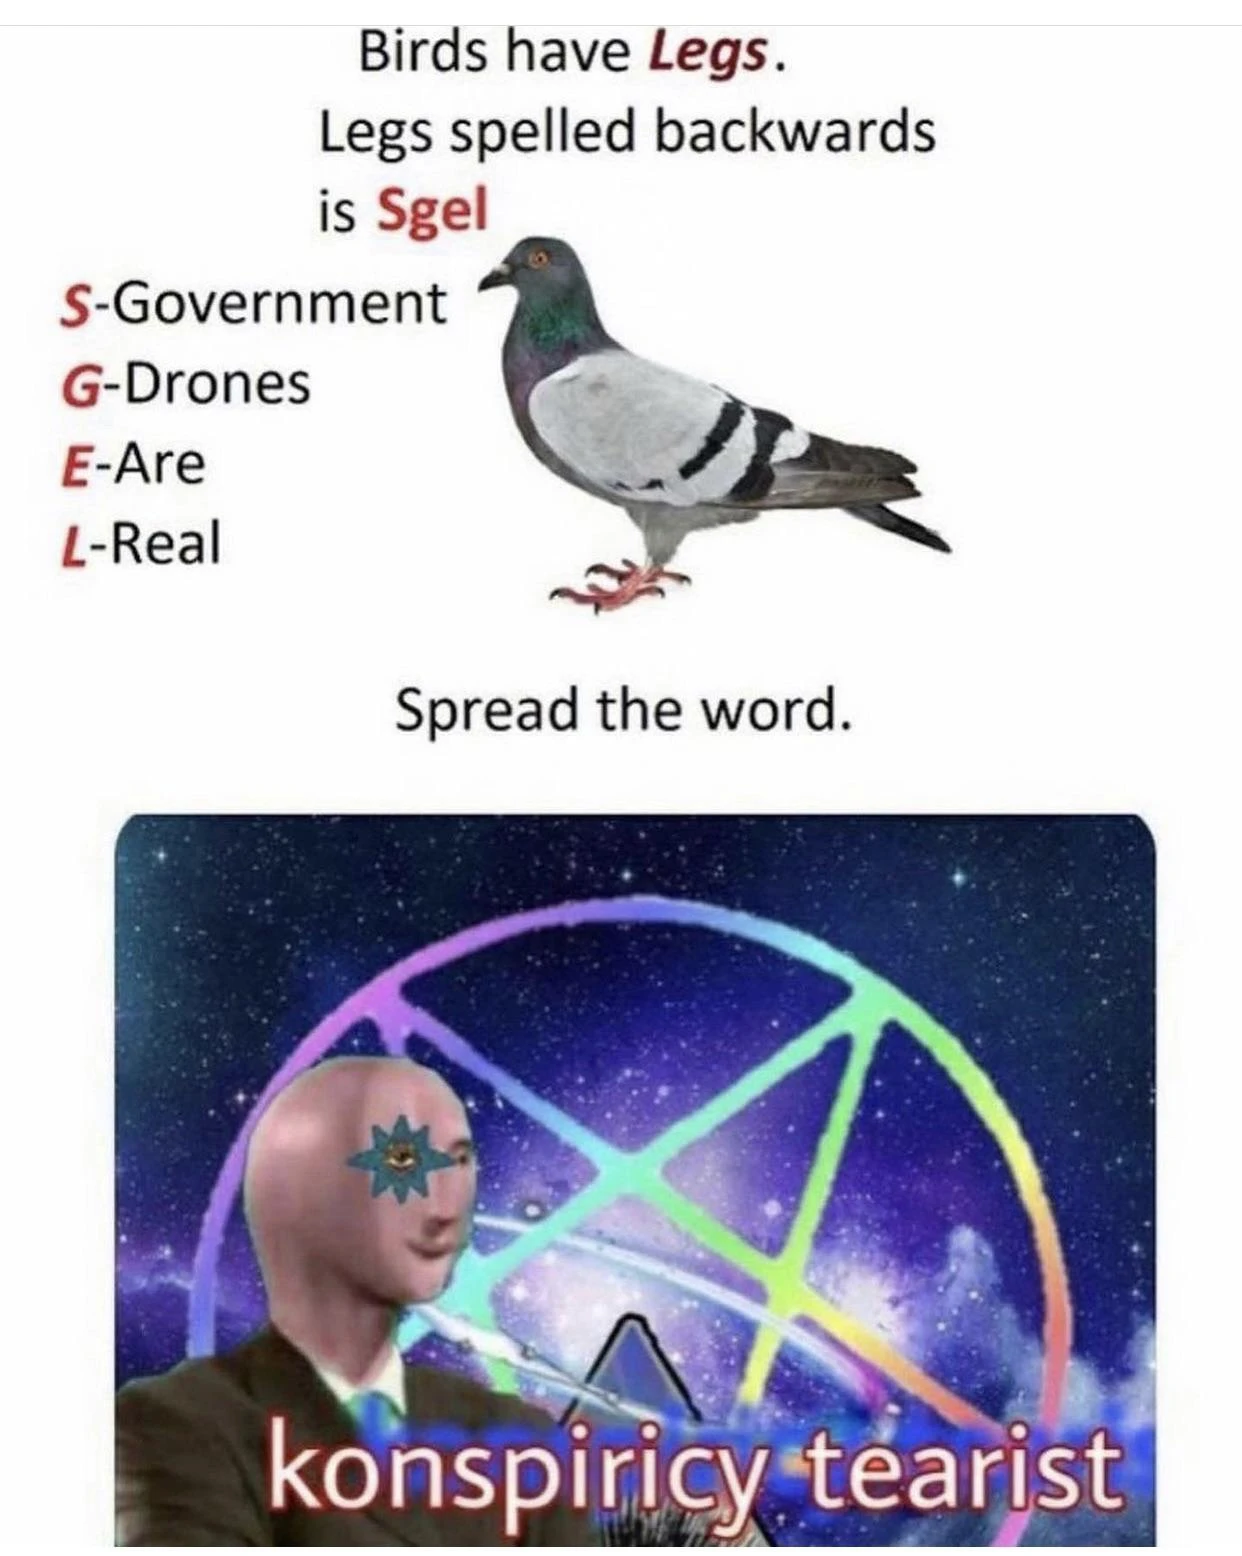 Birds have Legs.
Legs spelled backwards
is Sgel
S-Government
G-Drones
E-Are
L-Real
Spread the word.
konspiricy tearist